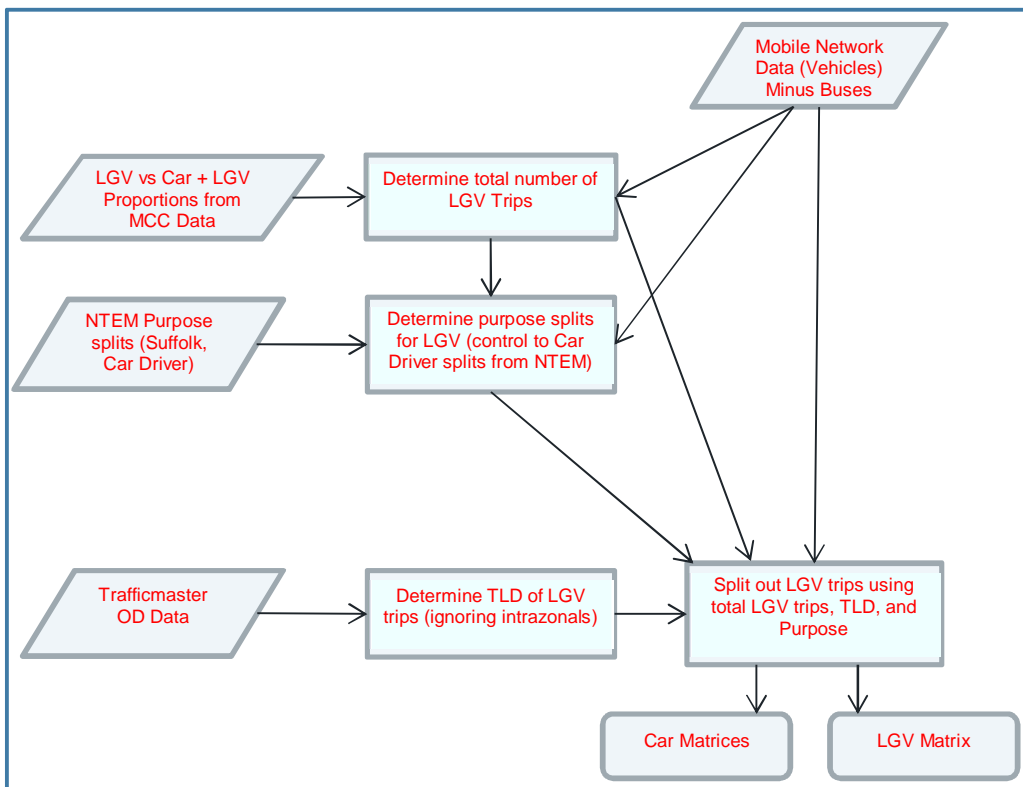 Mobile Network
Data (Vehicles)
Minus Buses
LGV vs Car + LGV
Proportions from
MCC Data
Determine total number of
LGV Trips
NTEM Purpose
splits (Suffolk,
Car Driver)
Determine purpose splits
for LGV (control to Car
Driver splits from NTEM)
Trafficmaster
OD Data
Determine TLD of LGV
trips (ignoring intrazonals)
Split out LGV trips using
total LGV trips, TLD, and
Purpose
Car Matrices
LGV Matrix